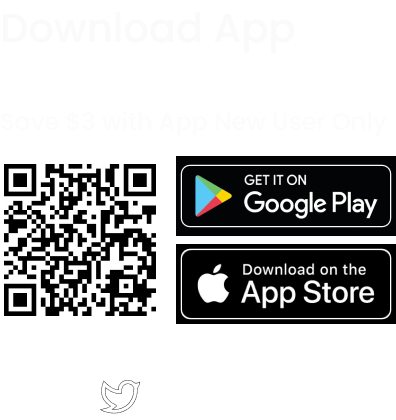 Download App
Save $3 with App New User Only
GET IT ON
Google Play
Download on the
App Store